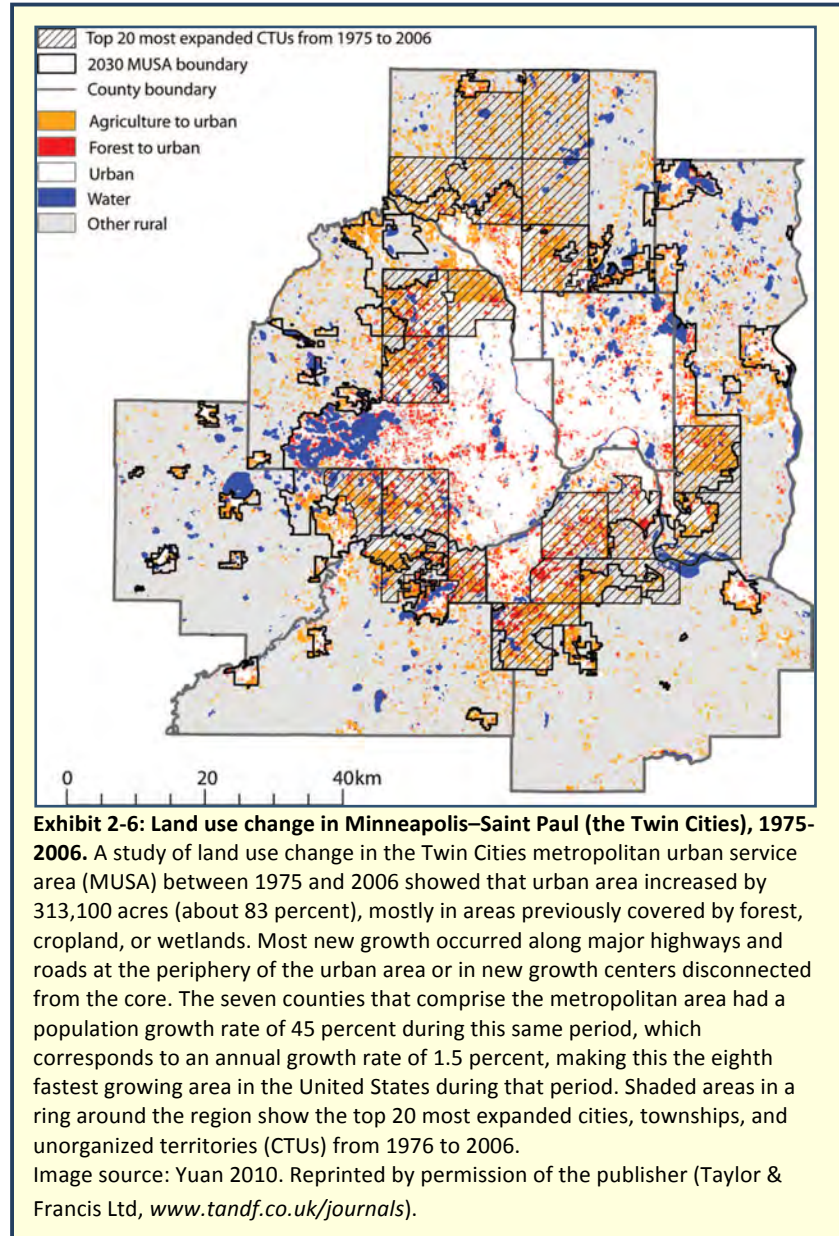 Top 20 most expanded CTUs from 1975 to 2006
2030 MUSA boundary
County boundary
Agriculture to urban
Forest to urban
Urban
Water
Other rural
0 20 40km
Exhibit 2-6: Land use change in Minneapolis–Saint Paul (the Twin Cities), 1975-
2006. A study of land use change in the Twin Cities metropolitan urban service
area (MUSA) between 1975 and 2006 showed that urban area increased by
313,100 acres (about 83 percent), mostly in areas previously covered by forest,
cropland, or wetlands. Most new growth occurred along major highways and
roads at the periphery of the urban area or in new growth centers disconnected
from the core. The seven counties that comprise the metropolitan area had a
population growth rate of 45 percent during this same period, which
corresponds to an annual growth rate of 1.5 percent, making this the eighth
fastest growing area in the United States during that period. Shaded areas in a
ring around the region show the top 20 most expanded cities, townships, and
unorganized territories (CTUs) from 1976 to 2006.
Image source: Yuan 2010. Reprinted by permission of the publisher (Taylor &
Francis Ltd, www.tandf.co.uk/journals).